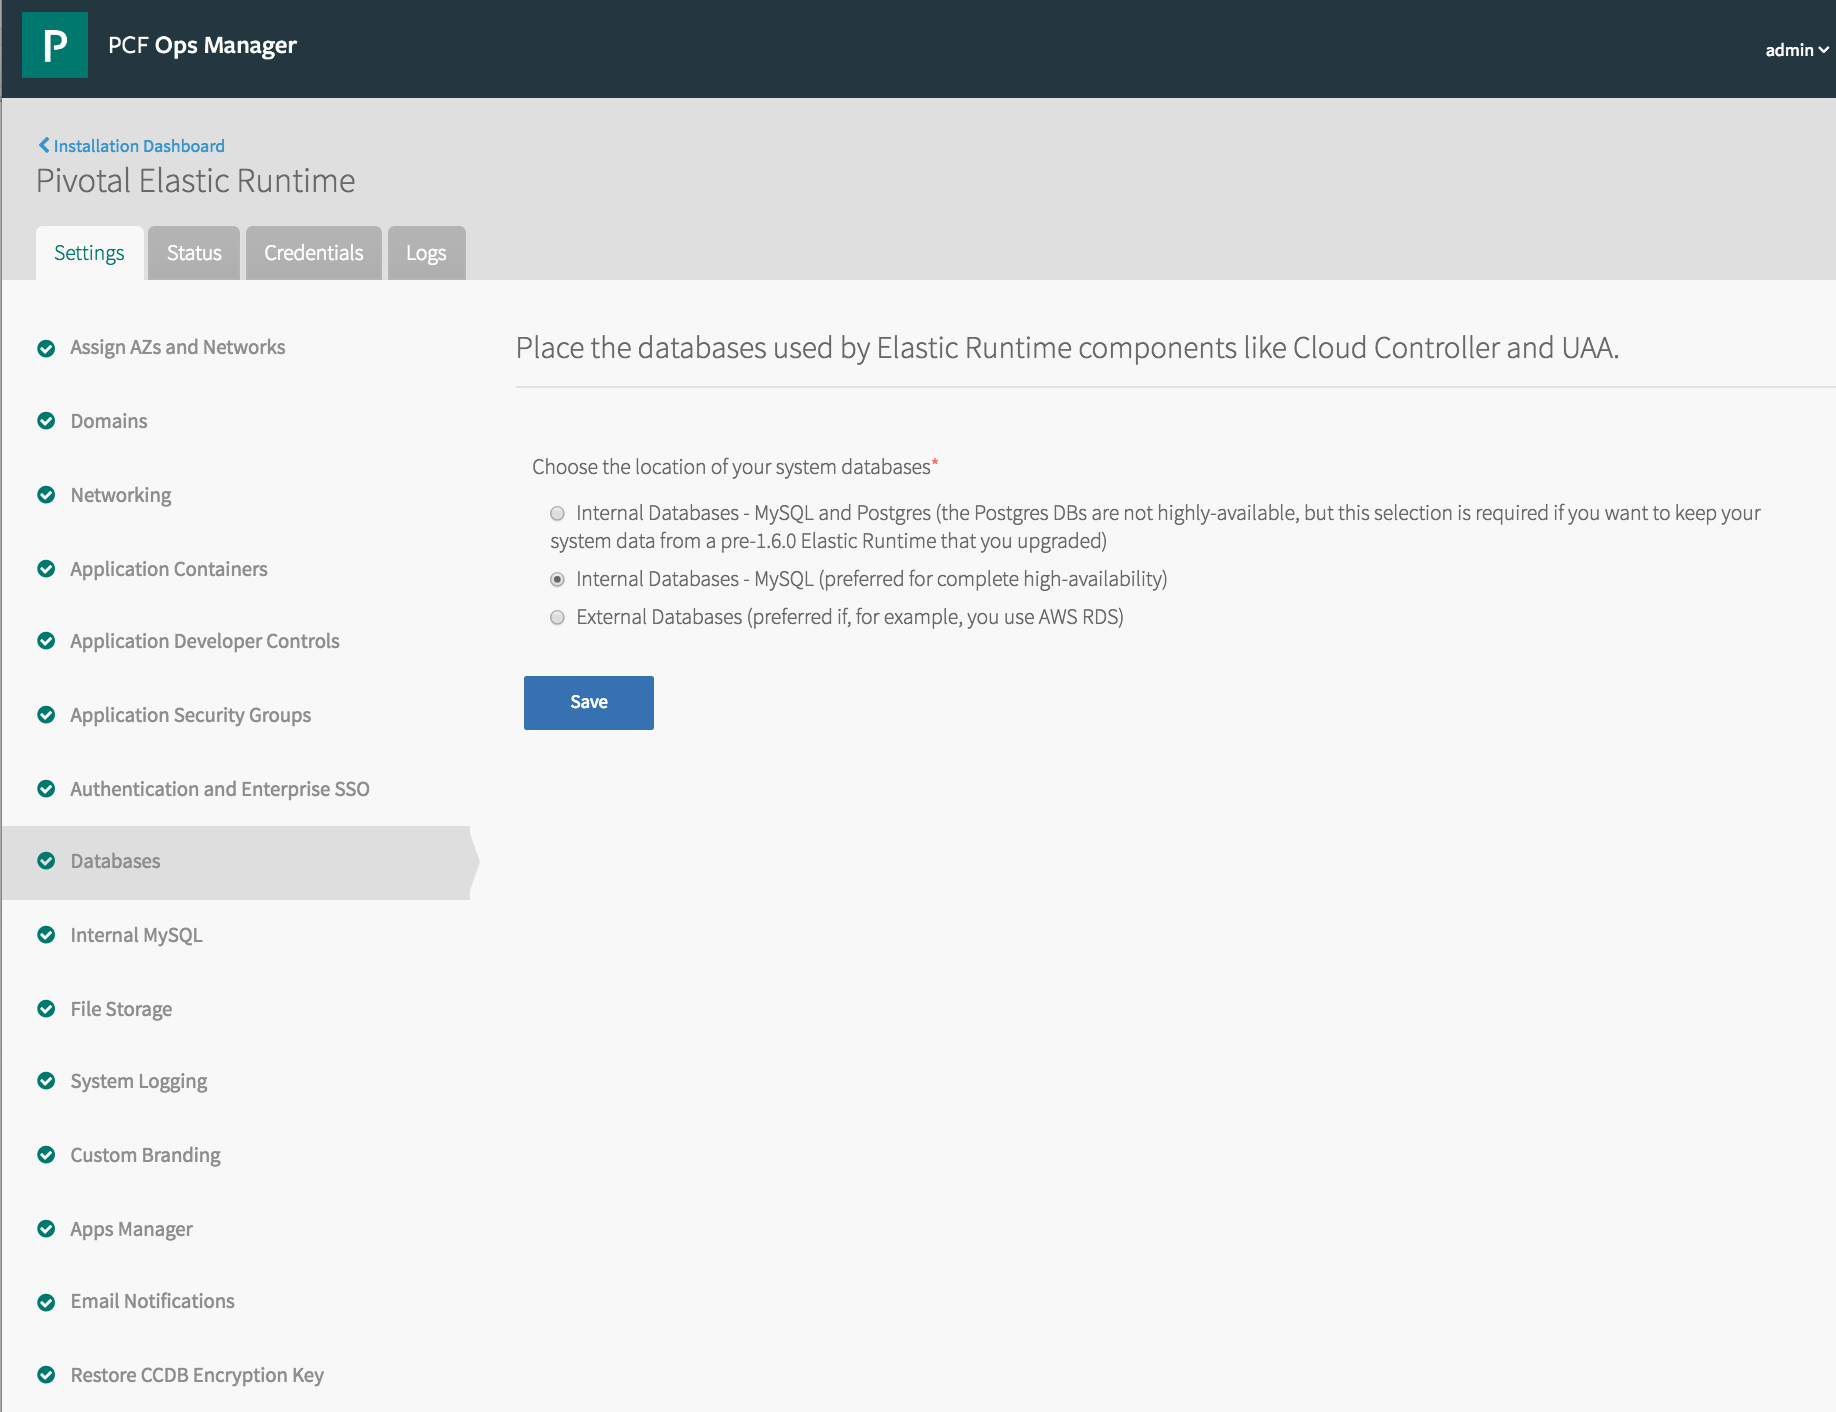 P
PCF Ops Manager
admin
Installation Dashboard
Pivotal Elastic Runtime
Settings
Status
Credentials
Logs
Assign AZs and Networks
Domains
Networking
Application Containers
Application Developer Controls
Application Security Groups
Authentication and Enterprise SSO
Databases
Internal MySQL
File Storage
System Logging
Custom Branding
Apps Manager
Email Notifications
Restore CCDB Encryption Key
Place the databases used by Elastic Runtime components like Cloud Controller and UAA.
Choose the location of your system databases*
Internal Databases - MySQL and Postgres (the Postgres DBs are not highly-available, but this selection is required if you want to keep your
system data from a pre-1.6.0 Elastic Runtime that you upgraded)
Internal Databases - MySQL (preferred for complete high-availability)
External Databases (preferred if, for example, you use AWS RDS)
Save